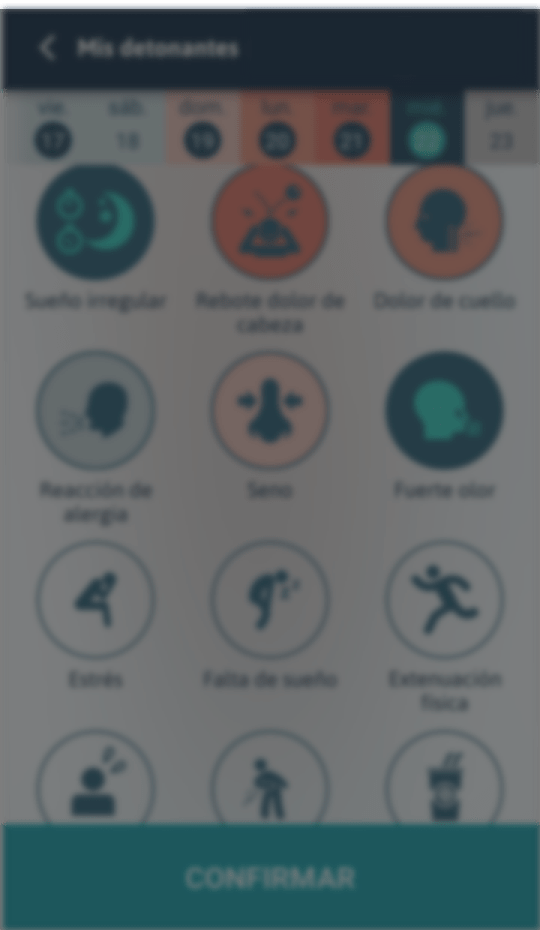 Mis detonantes
vie. sáb. dom. lun. mar. mié. jue
17 18 19 20 21 22 23
Sueño irregular Rebote dolor de Dolor de cuello
cabeza
Reacción de Seno Fuerte olor
alergia
Estrés Falta de sueño Extenuación
física
CONFIRMAR